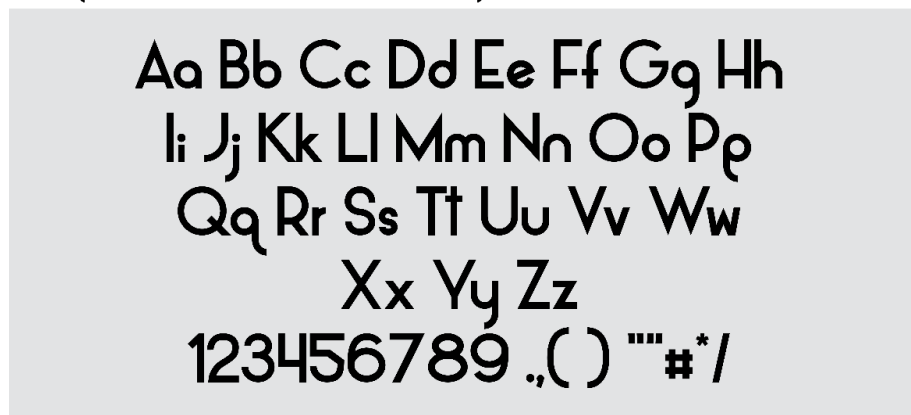 Aa Bb Cc Dd Ee Ff Gg Hh
Ii Jj Kk Ll Mm Nn Oo Pp
Qq Rr Ss Tt Uu Vv Ww
Xx Yy Zz
123456789 .,( ) """#*/